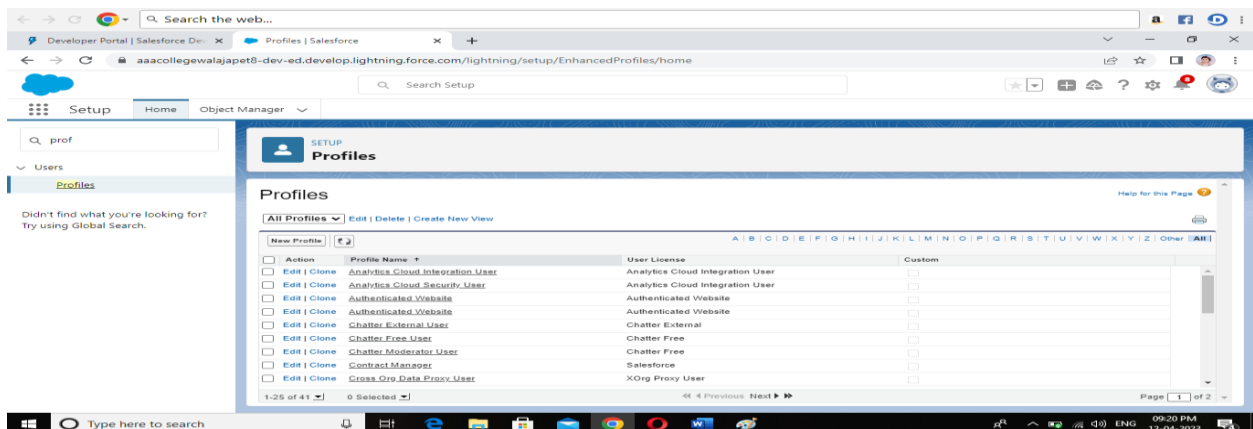 Search the web...
Developer Portal | Salesforce De
Profiles | Salesforce
aaacollegewalajapet8-dev-ed.develop.lightning.force.com/lightning/setup/EnhancedProfiles/home
Search Setup
Setup Home Object Manager
prof
Users
Profiles
Didn't find what you're looking for?
Try using Global Search.
SETUP
Profiles
Profiles
Help for this Page
All Profiles Edit | Delete | Create New View
New Profile A | B | C | D | E | F | G | H | I | J | K | L | M | N | O | P | Q | R | S | T | U | V | W | X | Y | Z | Other | All
Action Profile Name User License Custom
Edit | Clone Analytics Cloud Integration User Analytics Cloud Integration User
Edit | Clone Analytics Cloud Security User Analytics Cloud Integration User
Edit | Clone Authenticated Website Authenticated Website
Edit | Clone Authenticated Website Authenticated Website
Edit | Clone Chatter External User Chatter External
Edit | Clone Chatter Free User Chatter Free
Edit | Clone Chatter Moderator User Chatter Free
Edit | Clone Contract Manager Salesforce
Edit | Clone Cross Org Data Proxy User XOrg Proxy User
1-25 of 41 0 Selected Previous Next Page 1 of 2
Type here to search
ENG
09:20 PM
12-04-2023